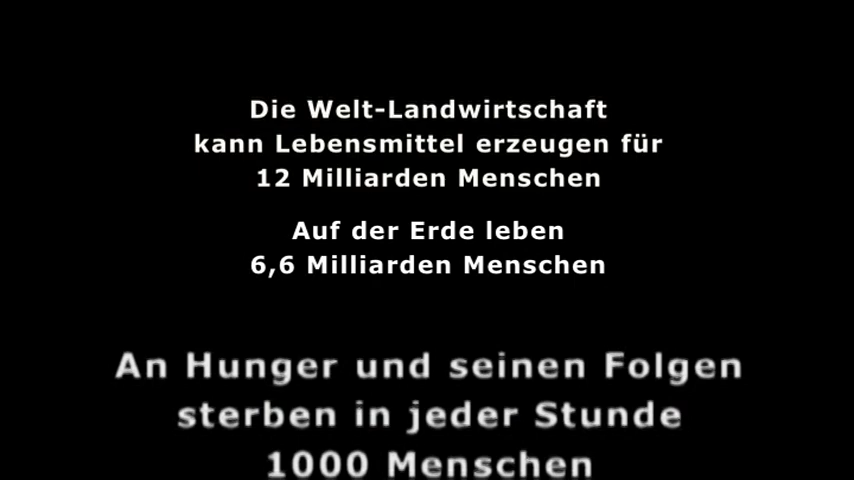 Die Welt-Landwirtschaft
kann Lebensmittel erzeugen für
12 Milliarden Menschen
Auf der Erde leben
6,6 Milliarden Menschen
An Hunger und seinen Folgen
sterben in jeder Stunde
1000 Menschen